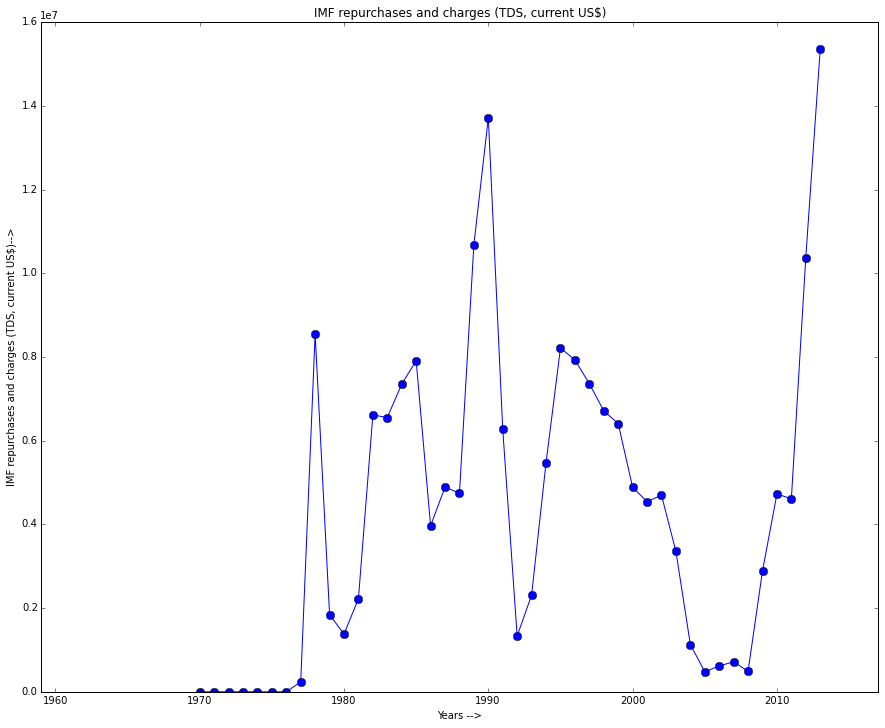 IMF repurchases and charges (TDS, current US$)
1e7
1.6
1.4
1.2
1.0
0.8
0.6
0.4
0.2
0.0
IMF repurchases and charges (TDS, current US$)-->
1960 1970 1980 1990 2000 2010
Years -->